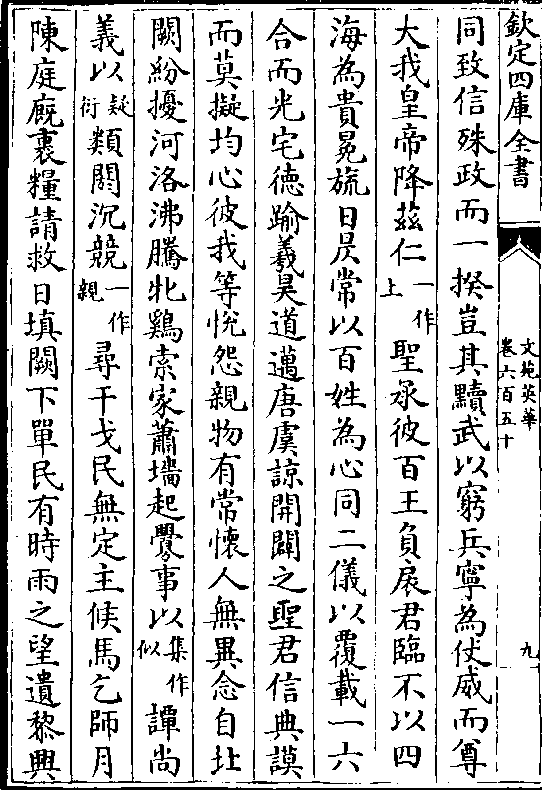 欽定四庫全書
文苑英華
卷六百五十
九
同致信殊政而一揆豈其黷武以窮兵寧為仗威而尊
大我皇帝降茲仁一作上聖承彼百王負扆君臨不以四
海為貴冕旒日昃常以百姓為心同二儀以覆載一六
合而光宅德踰羲昊道邁唐虞諒開闢之聖君信典謨
而莫擬均心彼我等悅怨親物有常懷人無異念自北
闕紛擾河洛沸騰牝鷄索家蕭墻起釁事以集作似譚尚
義以疑衍類閼沉競一作親尋干戈民無定主候馬乞師月
陳庭廐裹糧請救日填闕下單民有時雨之望遺黎興